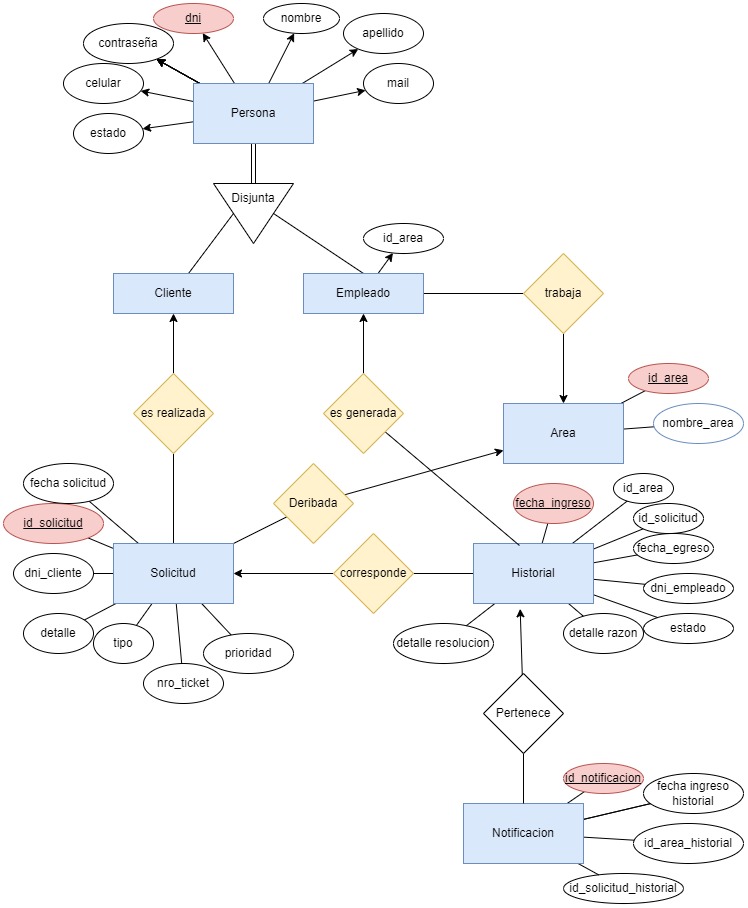 dni
nombre
apellido
contraseña
celular
mail
estado
Persona
Disjunta
id_area
Cliente
Empleado
trabaja
id_area
nombre_area
Area
es realizada
es generada
fecha solicitud
id_solicitud
Deribada
fecha_ingreso
id_area
id_solicitud
fecha_egreso
dni_cliente
Solicitud
corresponde
Historial
dni_empleado
detalle
tipo
prioridad
nro_ticket
detalle resolucion
detalle razon
estado
Pertenece
id_notificacion
fecha ingreso
historial
Notificacion
id_area_historial
id_solicitud_historial